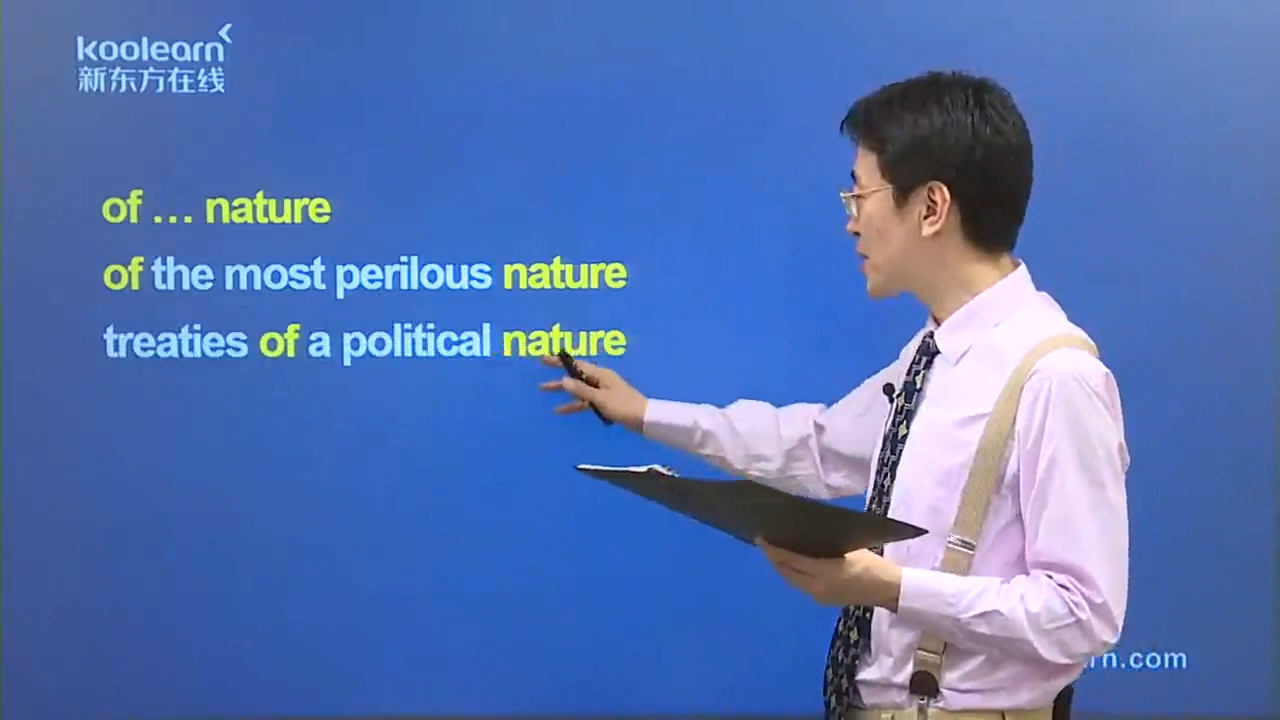 koolearn
新东方在线
of ... nature
of the most perilous nature
treaties of a political nature
rn.com